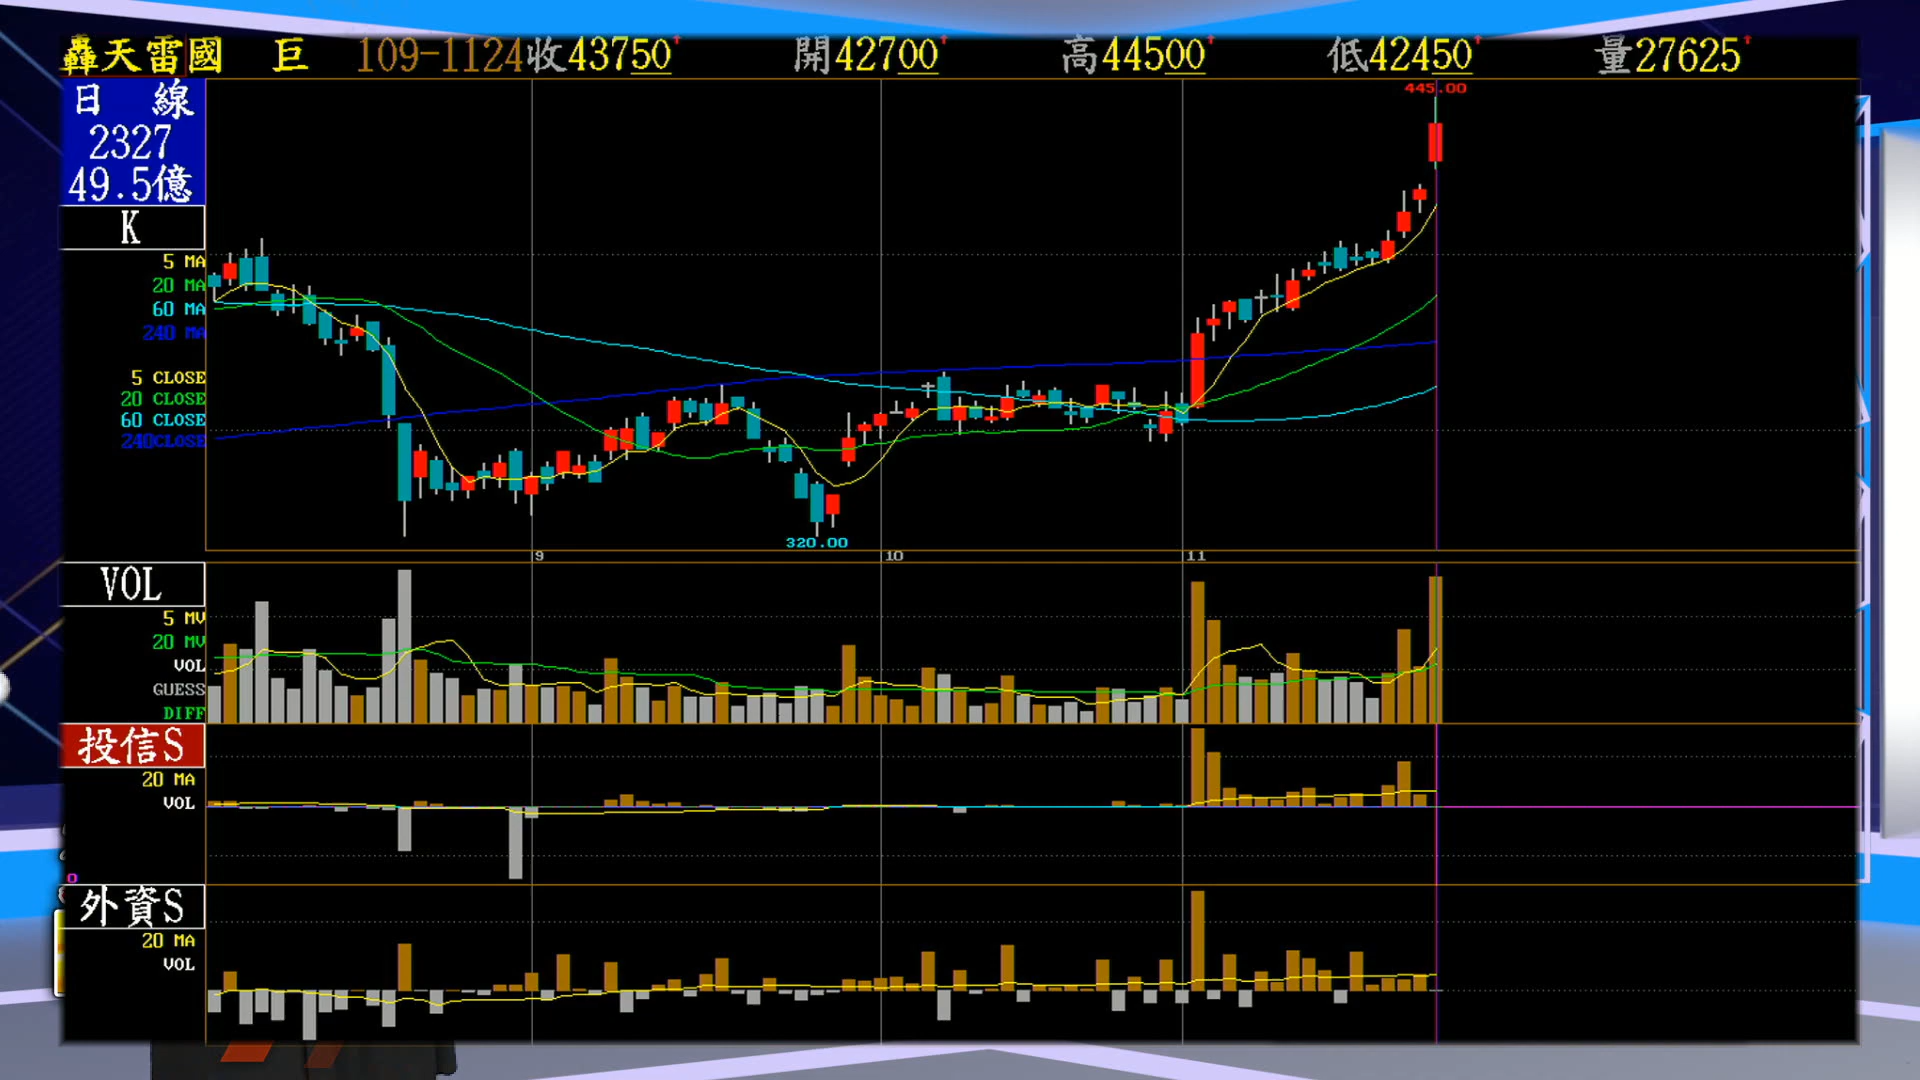 轟天雷國 巨 109-1124收43750↑ 開42700↑ 高44500↑ 低42450↑ 量27625↑
日 線
2327
49.5億
K
5 MA
20 MA
60 MA
240 MA
5 CLOSE
20 CLOSE
60 CLOSE
240CLOSE
445.00
320.00
9 10 11
VOL
5 MV
20 MV
VOL
GUESS
DIFF
投信S
20 MA
VOL
0
外資S
20 MA
VOL